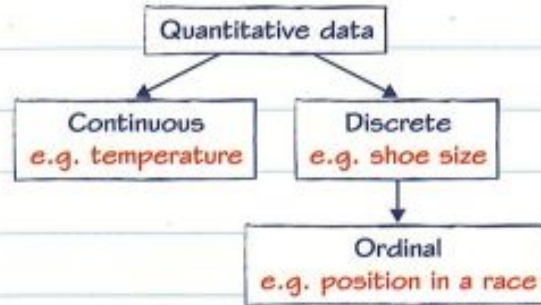 Quantitative data
Continuous
e.g. temperature
Discrete
e.g. shoe size
Ordinal
e.g. position in a race